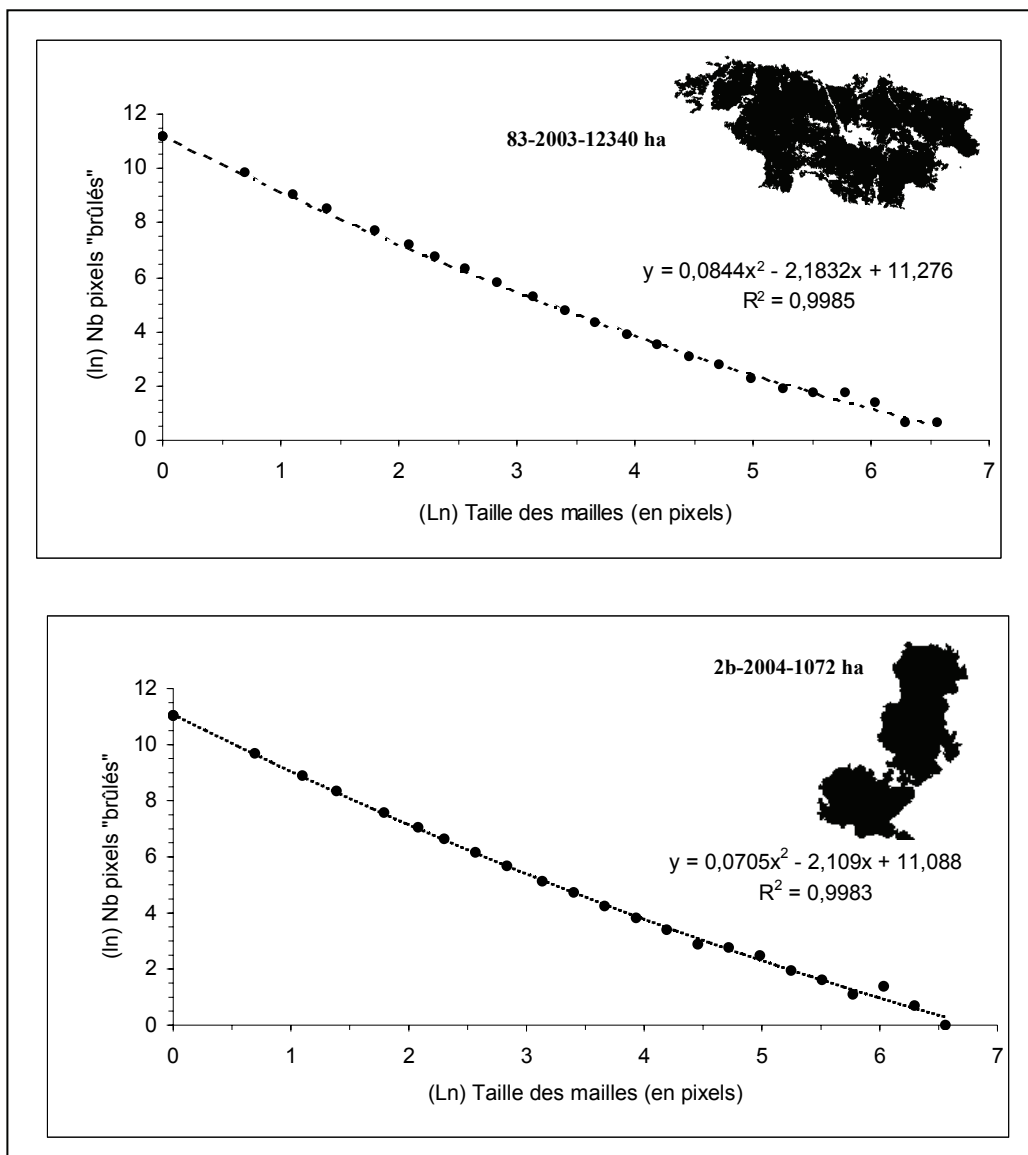 83-2003-12340 ha
y = 0,0844x² - 2,1832x + 11,276
R² = 0,9985
(ln) Nb pixels "brûlés"
12
10
8
6
4
2
0
0 1 2 3 4 5 6 7
(Ln) Taille des mailles (en pixels)
2b-2004-1072 ha
y = 0,0705x² - 2,109x + 11,088
R² = 0,9983
(ln) Nb pixels "brûlés"
12
10
8
6
4
2
0
0 1 2 3 4 5 6 7
(Ln) Taille des mailles (en pixels)